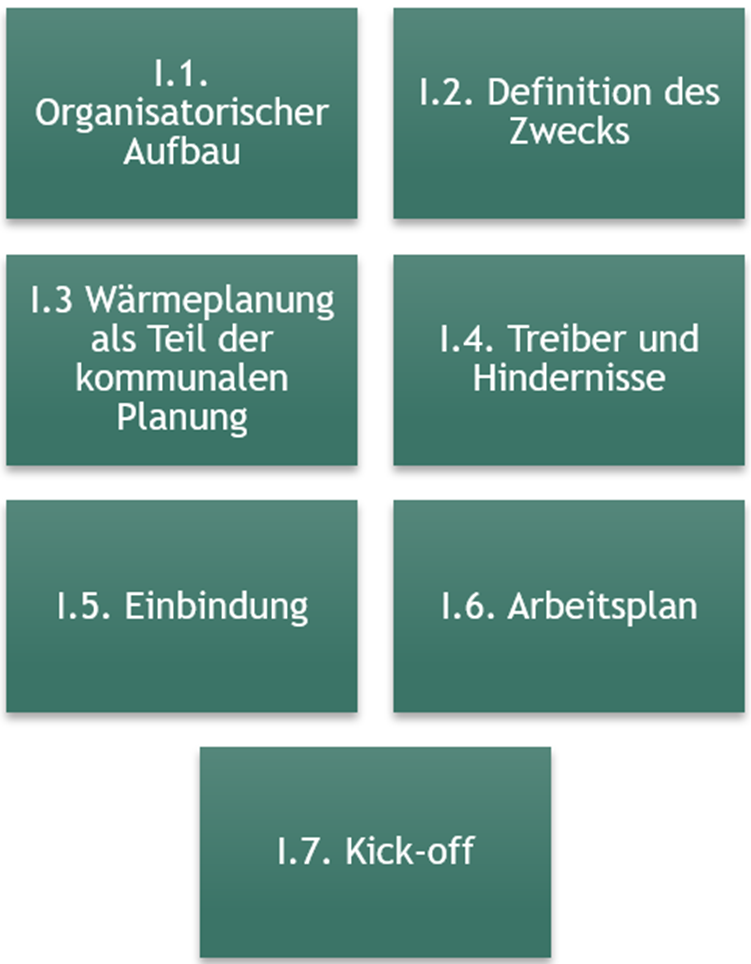 I.1.
Organisatorischer
Aufbau
I.2. Definition des
Zwecks
I.3 Wärmeplanung
als Teil der
kommunalen
Planung
I.4. Treiber und
Hindernisse
I.5. Einbindung
I.6. Arbeitsplan
I.7. Kick-off